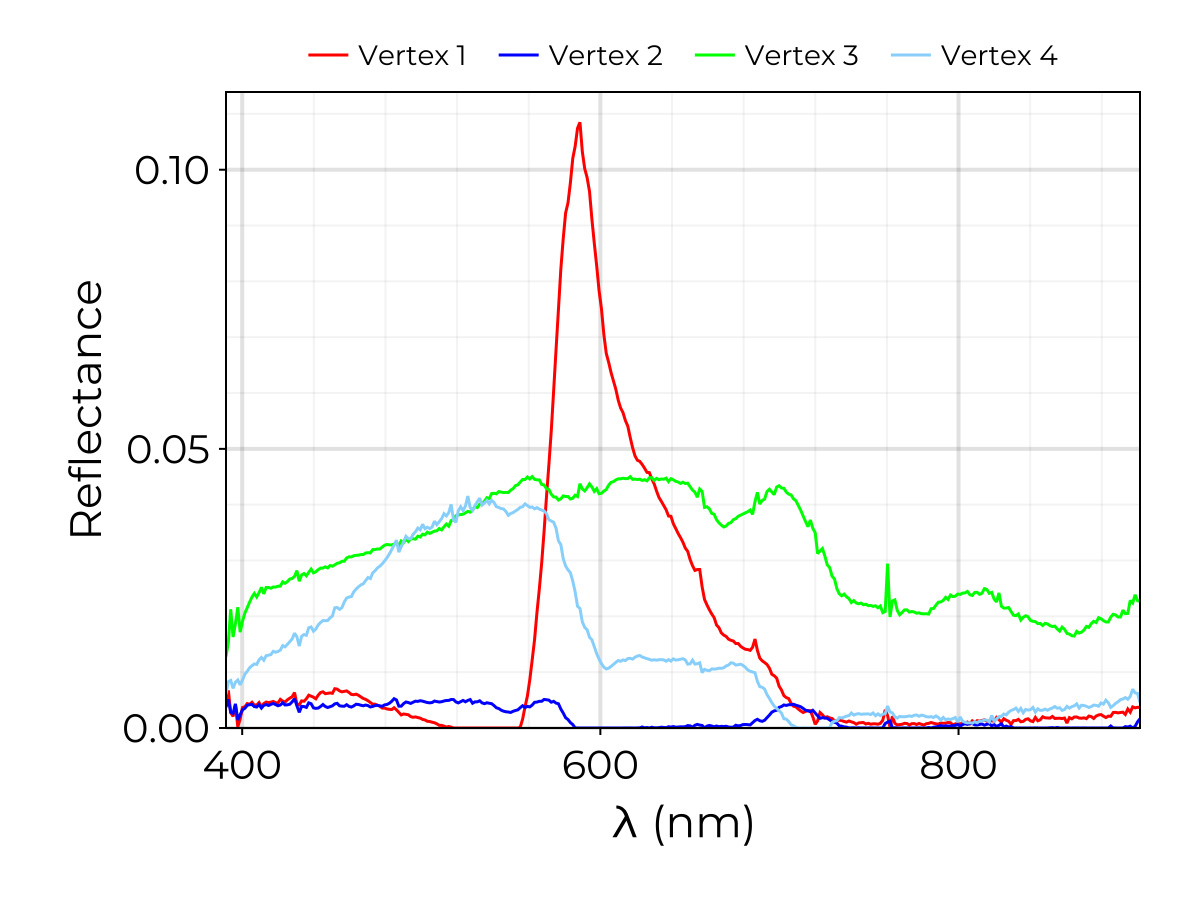 Vertex 1 Vertex 2 Vertex 3 Vertex 4
0.10
0.05
0.00
Reflectance
400 600 800
λ (nm)